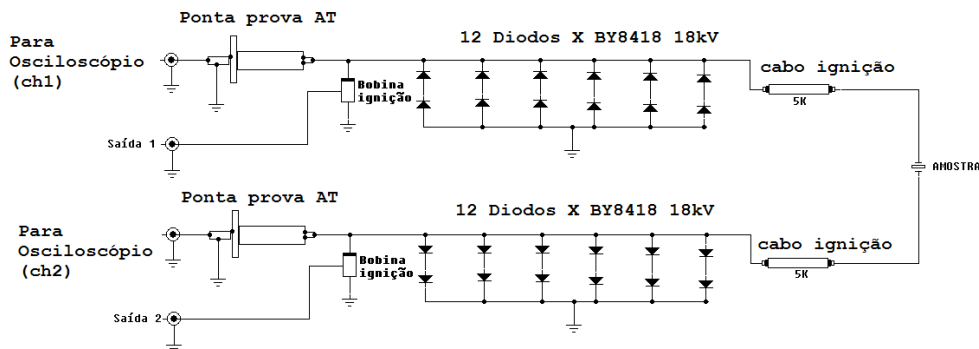 Ponta prova AT
Para
Osciloscópio
(ch1)
12 Diodos X BY8418 18kV
cabo ignição
Bobina
ignição
5K
Saída 1
AMOSTRA
Ponta prova AT
12 Diodos X BY8418 18kV
Para
Osciloscópio
(ch2)
cabo ignição
Bobina
ignição
5K
Saída 2